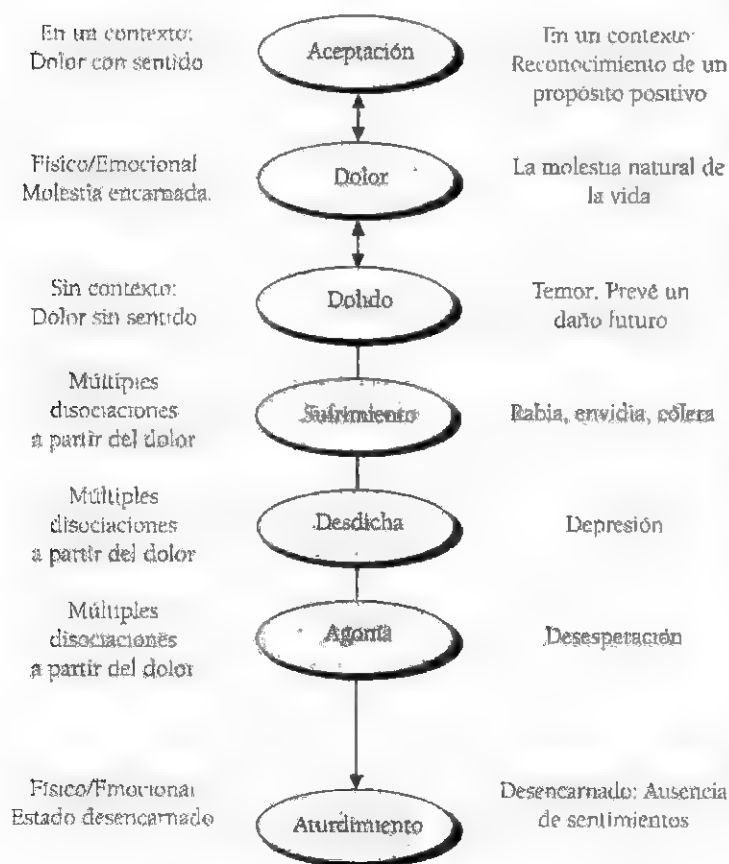 En un contexto:
Dolor con sentido
Aceptación
En un contexto:
Reconocimiento de un
propósito positivo
Físico/Emocional
Molestia encarnada.
Dolor
La molestia natural de
la vida
Sin contexto:
Dolor sin sentido
Dolido
Temor. Prevé un
daño futuro
Múltiples
disociaciones
a partir del dolor
Sufrimiento
Rabia, envidia, cólera
Múltiples
disociaciones
a partir del dolor
Desdicha
Depresión
Múltiples
disociaciones
a partir del dolor
Agonía
Desesperación
Físico/Emocional
Estado desencarnado
Aturdimiento
Desencarnado: Ausencia
de sentimientos